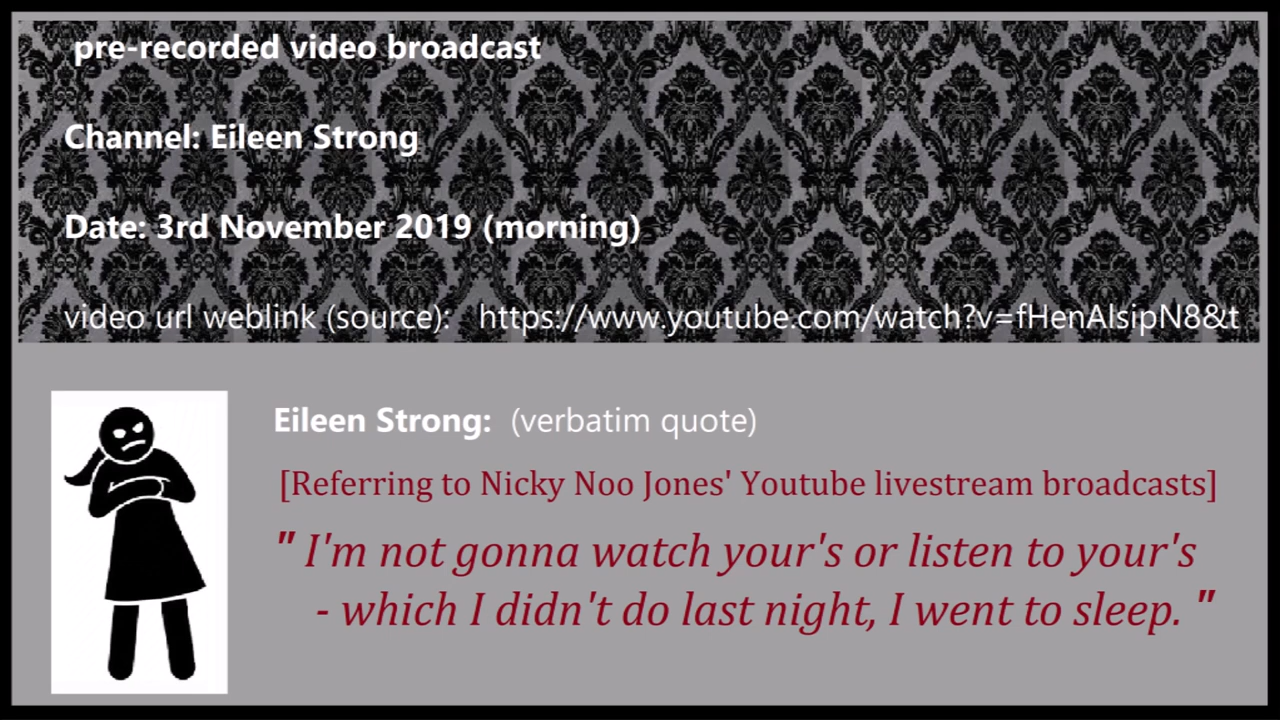 pre-recorded video broadcast
Channel: Eileen Strong
Date: 3rd November 2019 (morning)
video url weblink (source): https://www.youtube.com/watch?v=fHenAlsipN8&t
Eileen Strong: (verbatim quote)
[Referring to Nicky Noo Jones' Youtube livestream broadcasts]
" I'm not gonna watch your's or listen to your's
- which I didn't do last night, I went to sleep. "